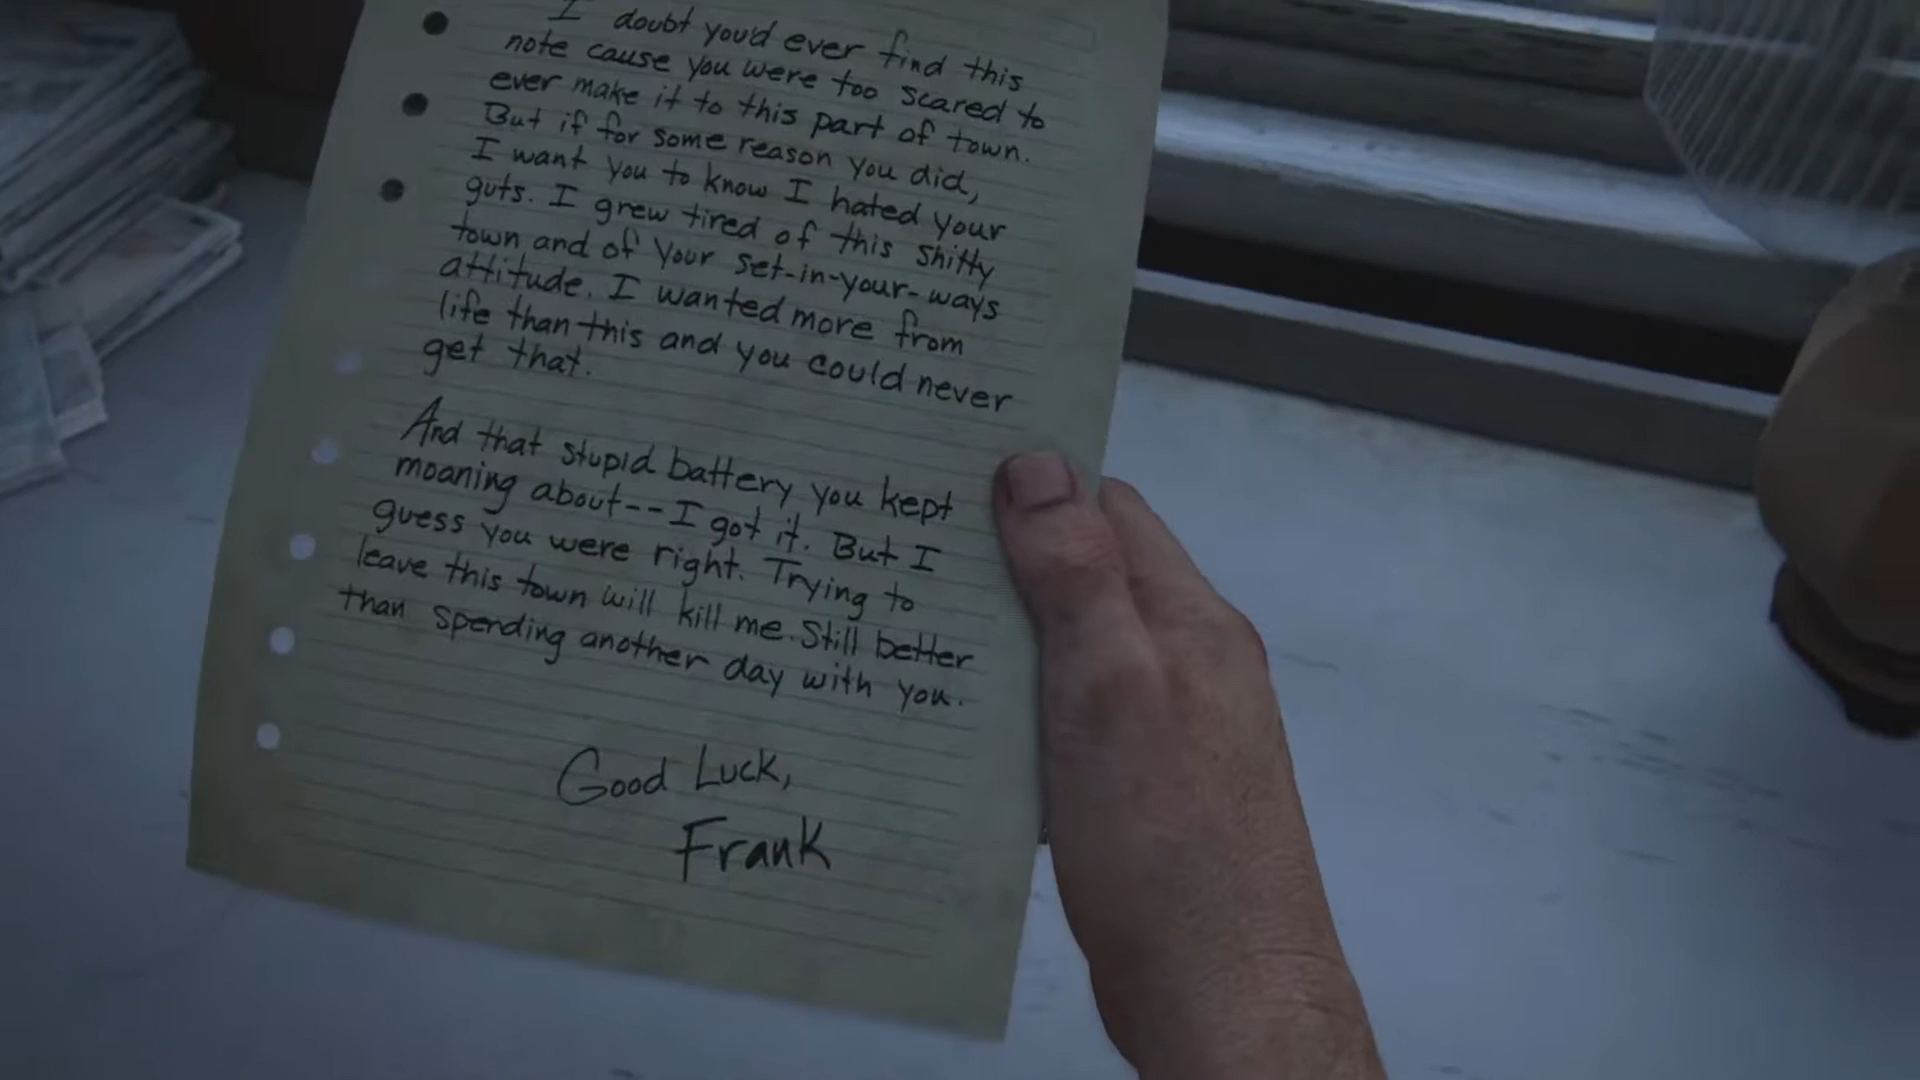 I doubt you'd ever find this
note cause you were too scared to
ever make it to this part of town.
But if for some reason you did,
I want you to know I hated your
guts. I grew tired of this shitty
town and of your set-in-your-ways
attitude. I wanted more from
life than this and you could never
get that.
And that stupid battery you kept
moaning about--I got it. But I
guess you were right. Trying to
leave this town will kill me. Still better
than spending another day with you.
Good Luck,
Frank